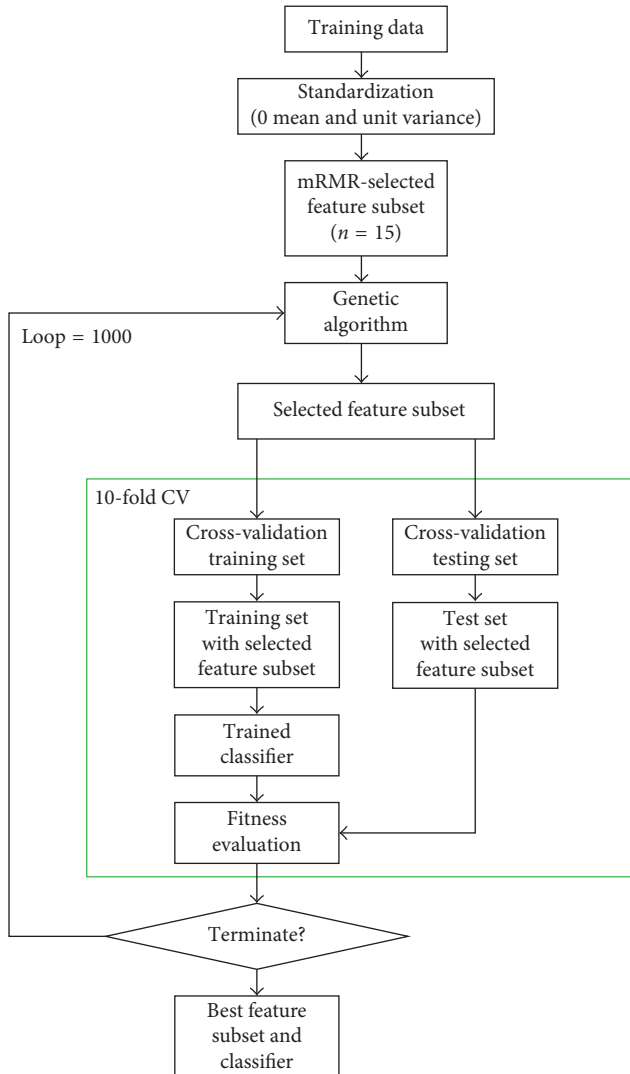 Training data
Standardization
(0 mean and unit variance)
mRMR-selected
feature subset
(n = 15)
Genetic
algorithm
Loop = 1000
Selected feature subset
10-fold CV
Cross-validation
training set
Cross-validation
testing set
Training set
with selected
feature subset
Test set
with selected
feature subset
Trained
classifier
Fitness
evaluation
Terminate?
Best feature
subset and
classifier